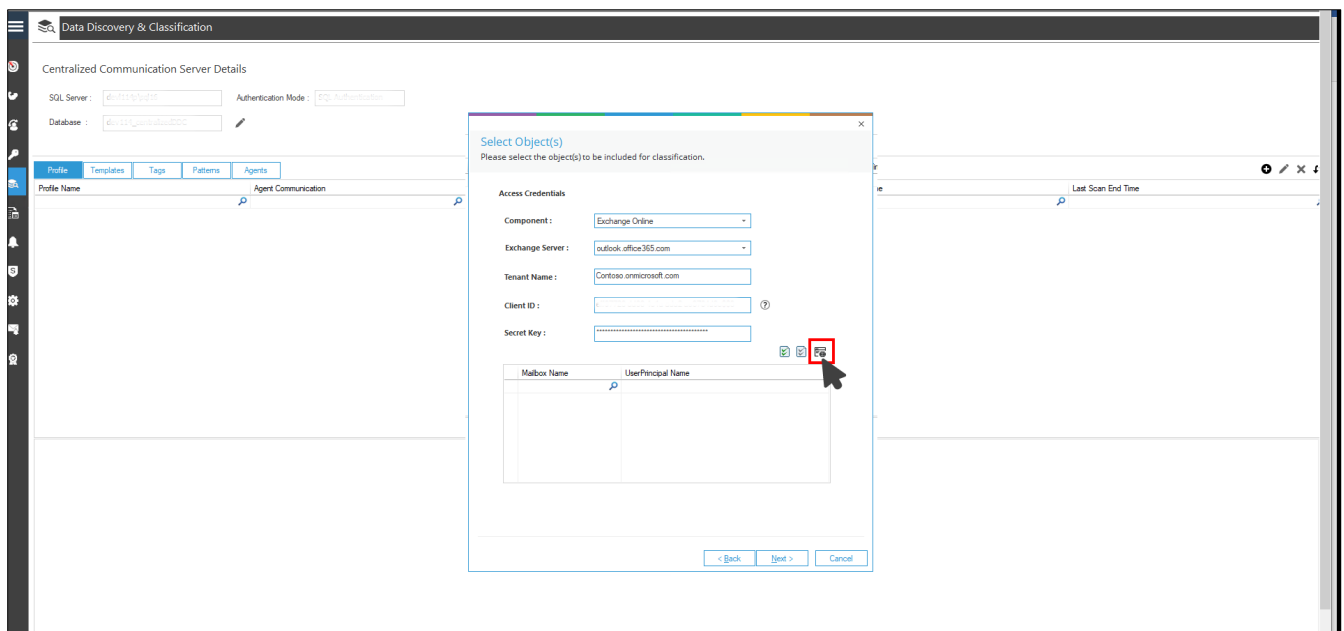 Data Discovery & Classification
Centralized Communication Server Details
SQL Server :
Authentication Mode : SQL Authentication
Database :
Profile Templates Tags Patterns Agents
Profile Name Agent Communication Last Scan End Time
×
Select Object(s)
Please select the object(s) to be included for classification.
Access Credentials
Component : Exchange Online
Exchange Server : outlook.office365.com
Tenant Name : Contoso.onmicrosoft.com
Client ID : ?
Secret Key : **************************************
Mailbox Name UserPrincipal Name
< Back Next > Cancel